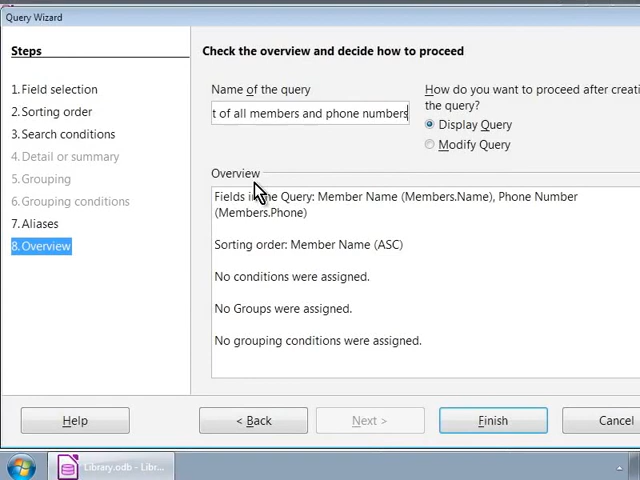 Query Wizard
Steps
Check the overview and decide how to proceed
1.Field selection
2.Sorting order
3.Search conditions
4.Detail or summary
5.Grouping
6.Grouping conditions
7.Aliases
8.Overview
Name of the query
t of all members and phone numbers
How do you want to proceed after creati
the query?
Display Query
Modify Query
Overview
Fields in the Query: Member Name (Members.Name), Phone Number
(Members.Phone)
Sorting order: Member Name (ASC)
No conditions were assigned.
No Groups were assigned.
No grouping conditions were assigned.
Help
< Back
Next >
Finish
Cancel
Library.odb - Libr...